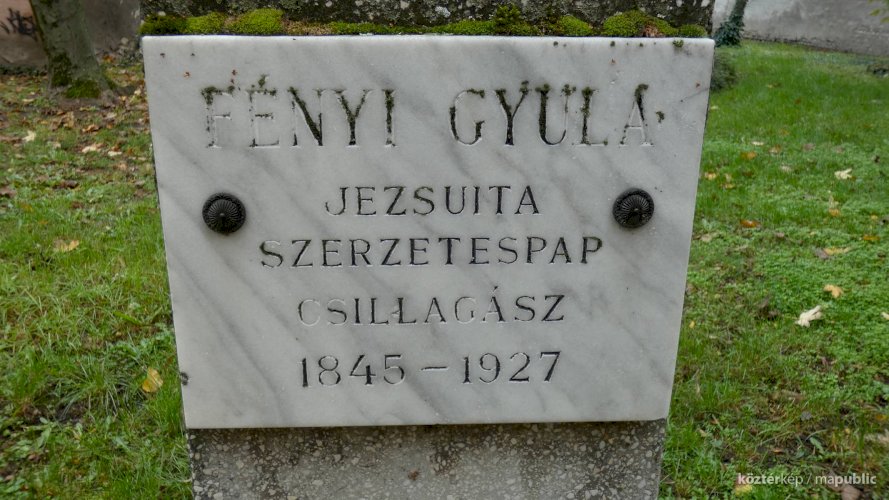 FÉNYI GYULA
JEZSUITA
SZERZETESPAP
CSILLAGÁSZ
1845 – 1927
köztérkép / mapublic